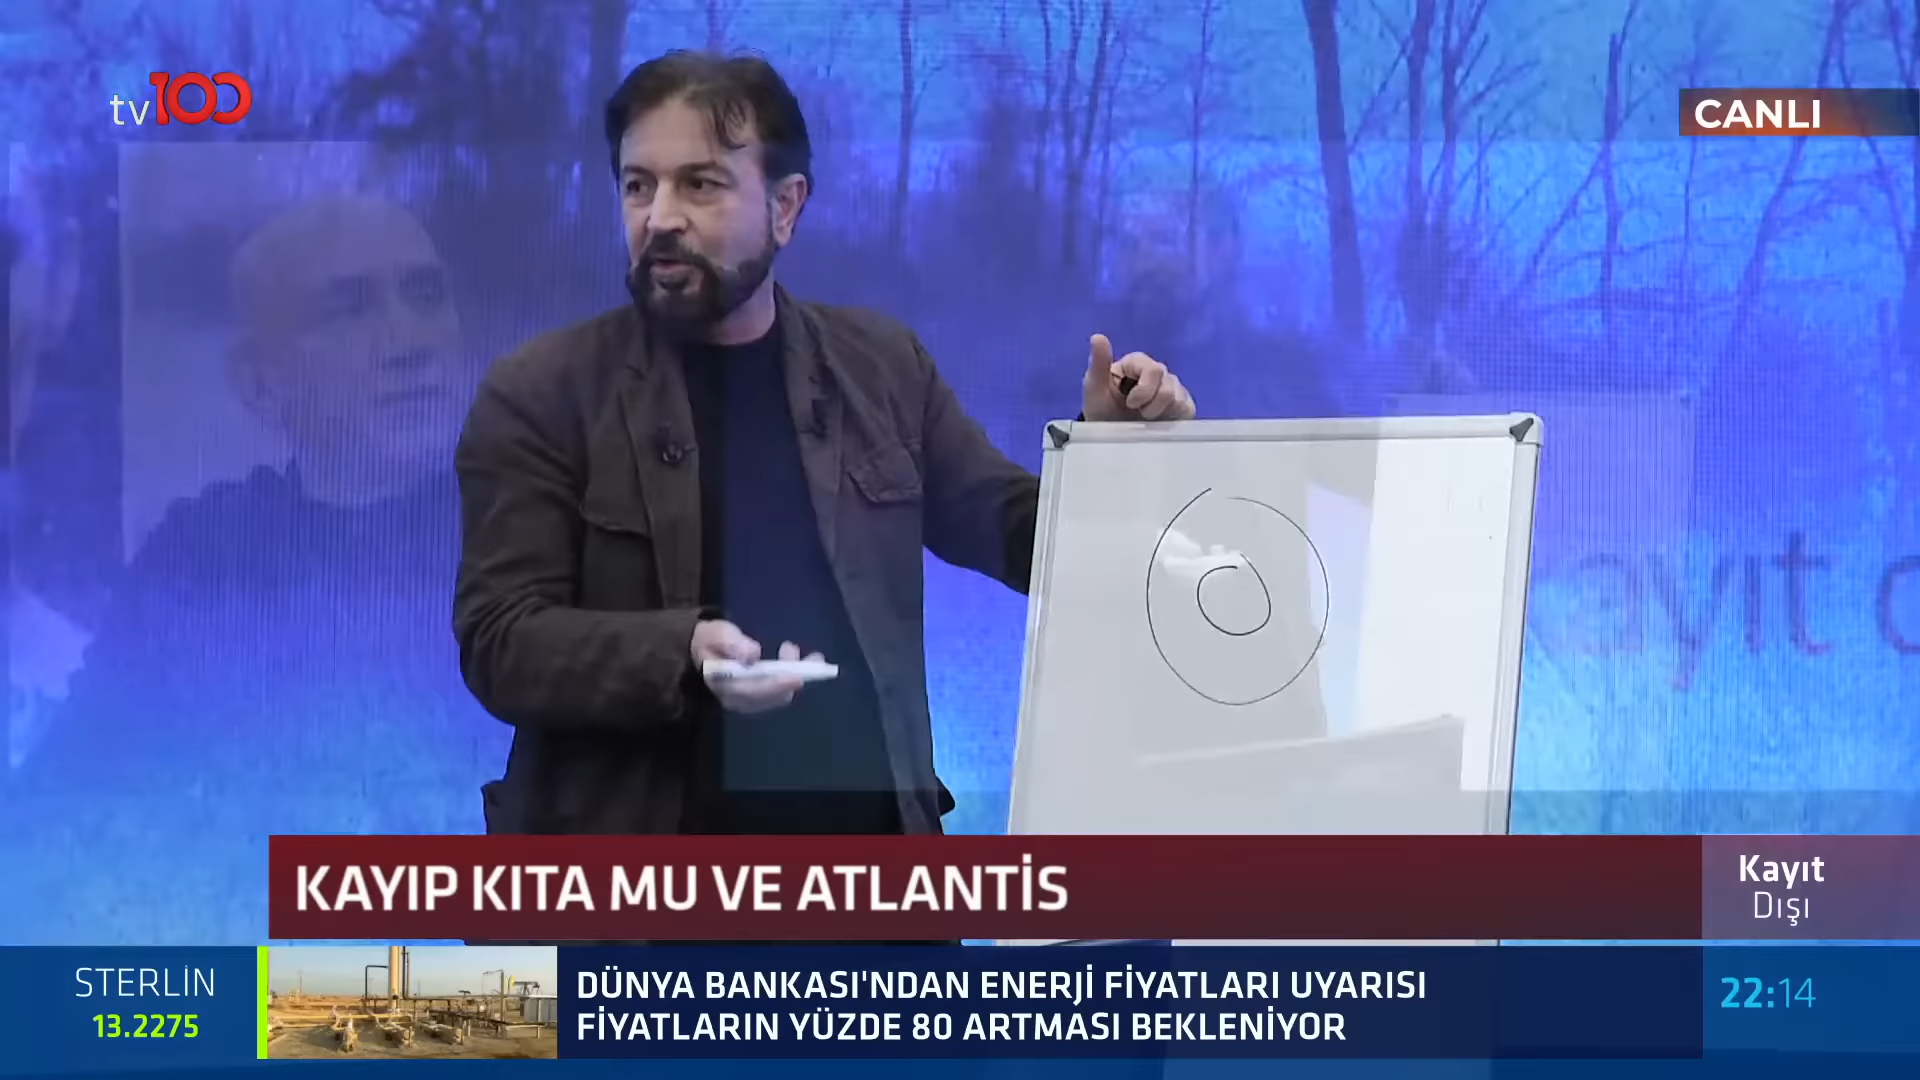 tv100
CANLI
kayıt d
KAYIP KITA MU VE ATLANTİS
Kayıt
Dışı
STERLİN
13.2275
DÜNYA BANKASI'NDAN ENERJİ FİYATLARI UYARISI
FİYATLARIN YÜZDE 80 ARTMASI BEKLENİYOR
22:14